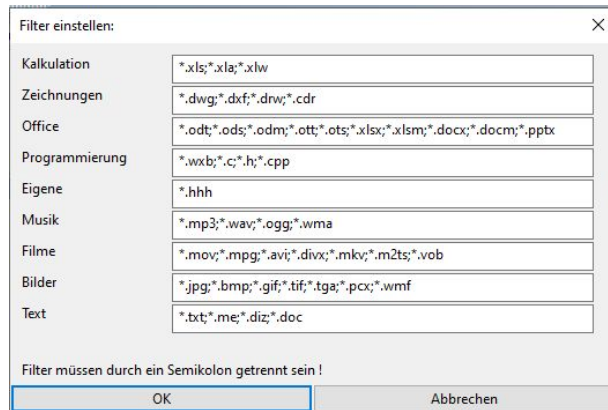 Filter einstellen:
Kalkulation *.xls;*.xla;*.xlw
Zeichnungen *.dwg;*.dxf;*.drw;*.cdr
Office *.odt;*.ods;*.odm;*.ott;*.ots;*.xlsx;*.xlsm;*.docx;*.docm;*.pptx
Programmierung *.wxb;*.c;*.h;*.cpp
Eigene *.hhh
Musik *.mp3;*.wav;*.ogg;*.wma
Filme *.mov;*.mpg;*.avi;*.divx;*.mkv;*.m2ts;*.vob
Bilder *.jpg;*.bmp;*.gif;*.tif;*.tga;*.pcx;*.wmf
Text *.txt;*.me;*.diz;*.doc
Filter müssen durch ein Semikolon getrennt sein !
OK Abbrechen